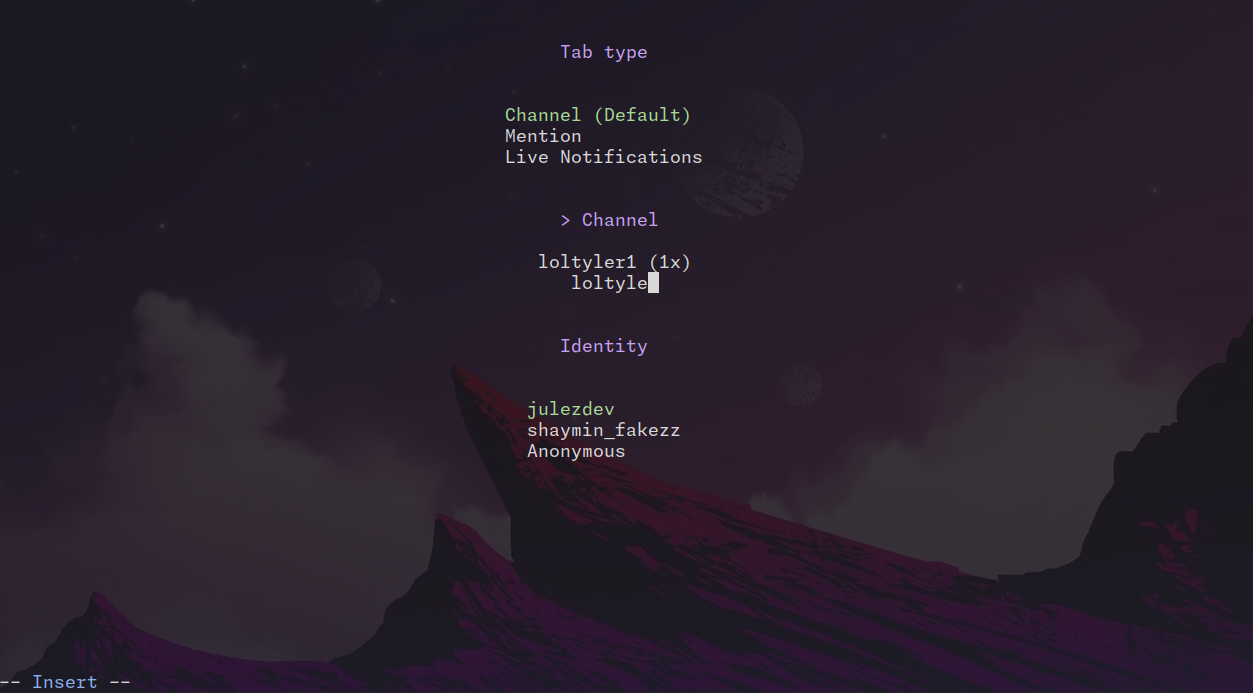 Tab type
Channel (Default)
Mention
Live Notifications
> Channel
loltyler1 (1x)
loltyle
Identity
julezdev
shaymin_fakezz
Anonymous
-- Insert --